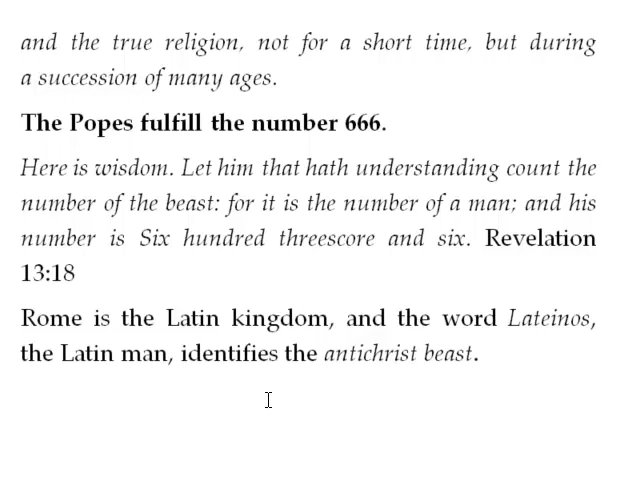 and the true religion, not for a short time, but during
a succession of many ages.
The Popes fulfill the number 666.
Here is wisdom. Let him that hath understanding count the
number of the beast: for it is the number of a man; and his
number is Six hundred threescore and six. Revelation
13:18
Rome is the Latin kingdom, and the word Lateinos,
the Latin man, identifies the antichrist beast.